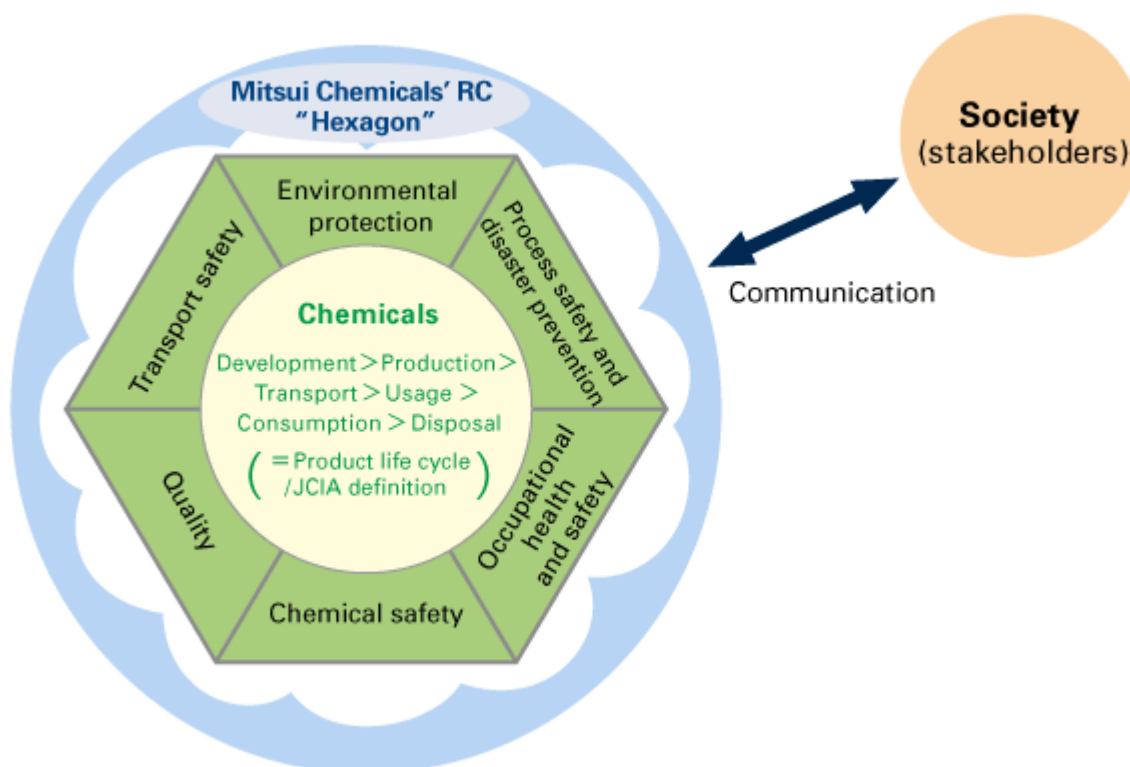 Mitsui Chemicals’ RC
“Hexagon”
Society
(stakeholders)
Communication
Environmental
protection
Process safety and
disaster prevention
Occupational
health
and safety
Chemical safety
Quality
Transport safety
Chemicals
Development > Production >
Transport > Usage >
Consumption > Disposal
( = Product life cycle
/JCIA definition )